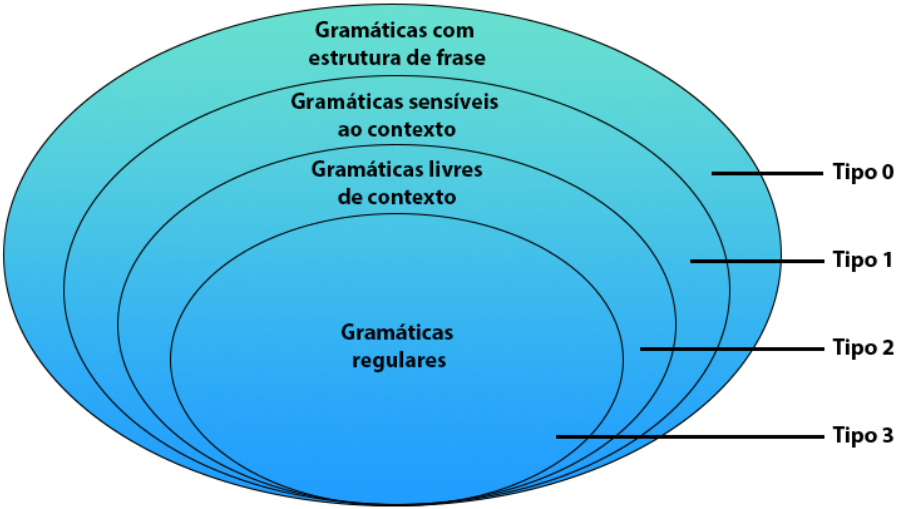 Gramáticas com
estrutura de frase
Gramáticas sensíveis
ao contexto
Gramáticas livres
de contexto
Gramáticas
regulares
Tipo 0
Tipo 1
Tipo 2
Tipo 3